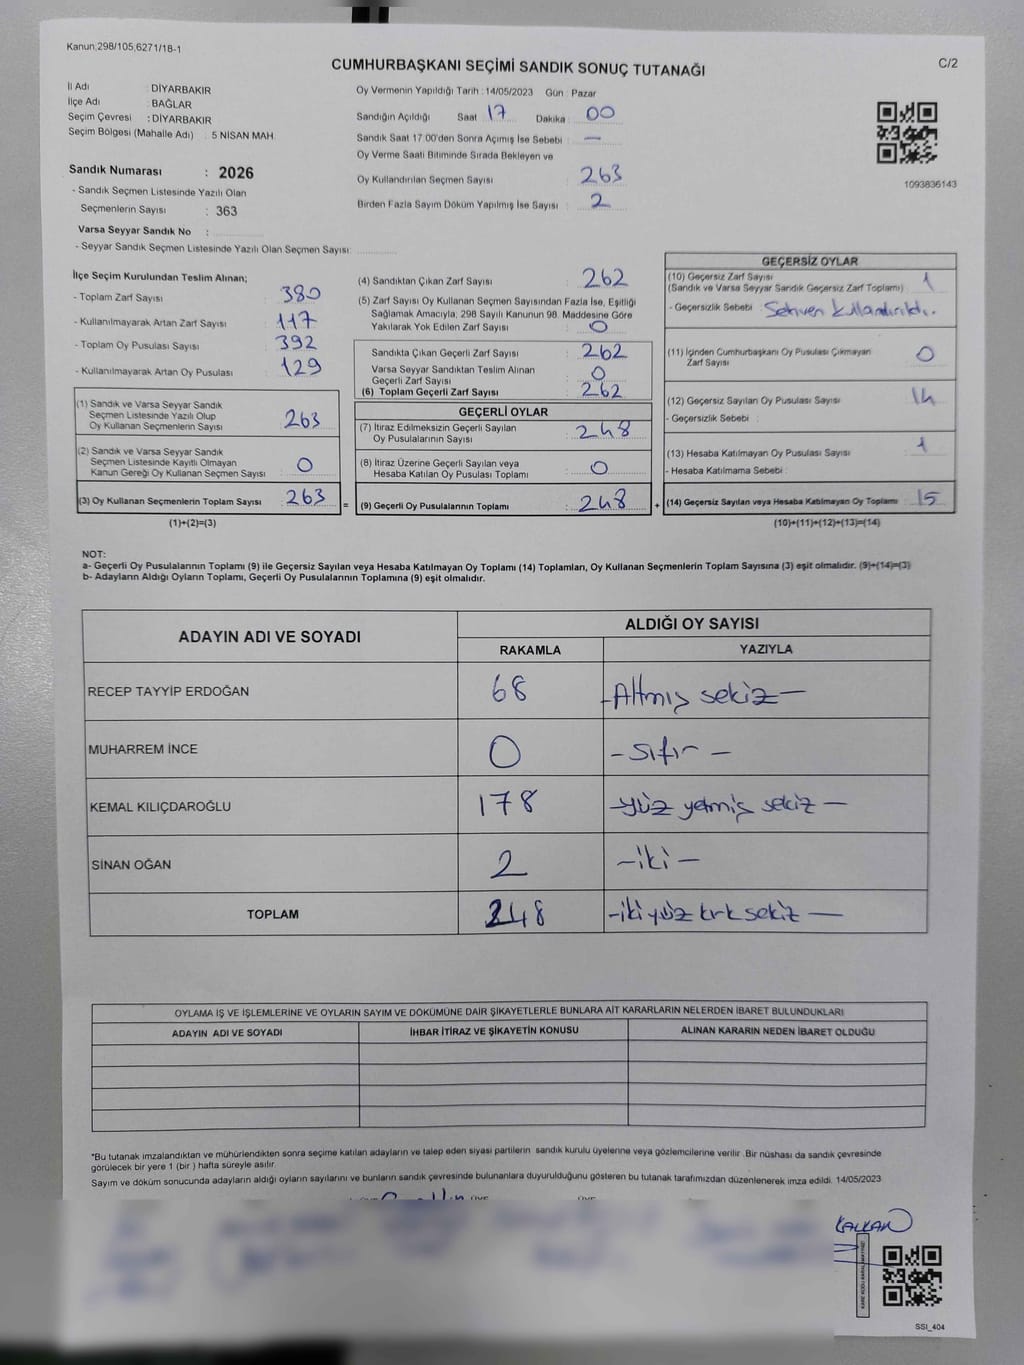 Kanun;298/105,6271/18-1
C/2
CUMHURBAŞKANI SEÇİMİ SANDIK SONUÇ TUTANAĞI
İl Adı : DİYARBAKIR
İlçe Adı : BAĞLAR
Seçim Çevresi : DİYARBAKIR
Seçim Bölgesi (Mahalle Adı) : 5 NİSAN MAH.
Sandık Numarası : 2026
- Sandık Seçmen Listesinde Yazılı Olan
Seçmenlerin Sayısı : 363
Varsa Seyyar Sandık No :
- Seyyar Sandık Seçmen Listesinde Yazılı Olan Seçmen Sayısı:
Oy Vermenin Yapıldığı Tarih : 14/05/2023 Gün : Pazar
Sandığın Açıldığı Saat 17 Dakika : 00
Sandık Saat 17.00'den Sonra Açımış İse Sebebi : —
Oy Verme Saati Bitiminde Sırada Bekleyen ve
Oy Kullandırılan Seçmen Sayısı : 263
Birden Fazla Sayım Döküm Yapılmış İse Sayısı : 2
1093836143
İlçe Seçim Kurulundan Teslim Alınan;
- Toplam Zarf Sayısı : 380
- Kullanılmayarak Artan Zarf Sayısı : 117
- Toplam Oy Pusulası Sayısı : 392
- Kullanılmayarak Artan Oy Pusulası : 129
(1) Sandık ve Varsa Seyyar Sandık
Seçmen Listesinde Yazılı Olup
Oy Kullanan Seçmenlerin Sayısı : 263
(2) Sandık ve Varsa Seyyar Sandık
Seçmen Listesinde Kayıtlı Olmayan
Kanun Gereği Oy Kullanan Seçmen Sayısı : 0
(3) Oy Kullanan Seçmenlerin Toplam Sayısı : 263 =
(1)+(2)=(3)
(4) Sandıktan Çıkan Zarf Sayısı : 262
(5) Zarf Sayısı Oy Kullanan Seçmen Sayısından Fazla İse, Eşitliği
Sağlamak Amacıyla; 298 Sayılı Kanunun 98. Maddesine Göre
Yakılarak Yok Edilen Zarf Sayısı : 0
Sandıkta Çıkan Geçerli Zarf Sayısı : 262
Varsa Seyyar Sandıktan Teslim Alınan
Geçerli Zarf Sayısı : 0
(6) Toplam Geçerli Zarf Sayısı : 262
GEÇERLİ OYLAR
(7) İtiraz Edilmeksizin Geçerli Sayılan
Oy Pusulalarının Sayısı : 248
(8) İtiraz Üzerine Geçerli Sayılan veya
Hesaba Katılan Oy Pusulası Toplamı : 0
(9) Geçerli Oy Pusulalarının Toplamı : 248 +
GEÇERSİZ OYLAR
(10) Geçersiz Zarf Sayısı
(Sandık ve Varsa Seyyar Sandık Geçersiz Zarf Toplamı) : 1
- Geçersizlik Sebebi : Sehven kullandırıldı.
(11) İçinden Cumhurbaşkanı Oy Pusulası Çıkmayan
Zarf Sayısı : 0
(12) Geçersiz Sayılan Oy Pusulası Sayısı : 14
- Geçersizlik Sebebi :
(13) Hesaba Katılmayan Oy Pusulası Sayısı : 1
- Hesaba Katılmama Sebebi :
(14) Geçersiz Sayılan veya Hesaba Katılmayan Oy Toplamı : 15
(10)+(11)+(12)+(13)=(14)
NOT:
a- Geçerli Oy Pusulalarının Toplamı (9) ile Geçersiz Sayılan veya Hesaba Katılmayan Oy Toplamı (14) Toplamları, Oy Kullanan Seçmenlerin Toplam Sayısına (3) eşit olmalıdır. (9)+(14)=(3)
b- Adayların Aldığı Oyların Toplamı, Geçerli Oy Pusulalarının Toplamına (9) eşit olmalıdır.
ADAYIN ADI VE SOYADI
ALDIĞI OY SAYISI
RAKAMLA YAZIYLA
RECEP TAYYİP ERDOĞAN 68 -Altmış sekiz-
MUHARREM İNCE 0 -sıfır-
KEMAL KILIÇDAROĞLU 178 -yüz yetmiş sekiz-
SİNAN OĞAN 2 -iki-
TOPLAM 248 -iki yüz kırk sekiz-
OYLAMA İŞ VE İŞLEMLERİNE VE OYLARIN SAYIM VE DÖKÜMÜNE DAİR ŞİKAYETLERLE BUNLARA AİT KARARLARIN NELERDEN İBARET BULUNDUKLARI
ADAYIN ADI VE SOYADI İHBAR İTİRAZ VE ŞİKAYETİN KONUSU ALINAN KARARIN NEDEN İBARET OLDUĞU
*Bu tutanak imzalandıktan ve mühürlendikten sonra seçime katılan adayların ve talep eden siyasi partilerin sandık kurulu üyelerine veya gözlemcilerine verilir .Bir nüshası da sandık çevresinde
görülecek bir yere 1 (bir ) hafta süreyle asılır.
Sayım ve döküm sonucunda adayların aldığı oyların sayılarını ve bunların sandık çevresinde bulunanlara duyurulduğunu gösteren bu tutanak tarafımızdan düzenlenerek imza edildi. 14/05/2023
KALKAN
SSI_404